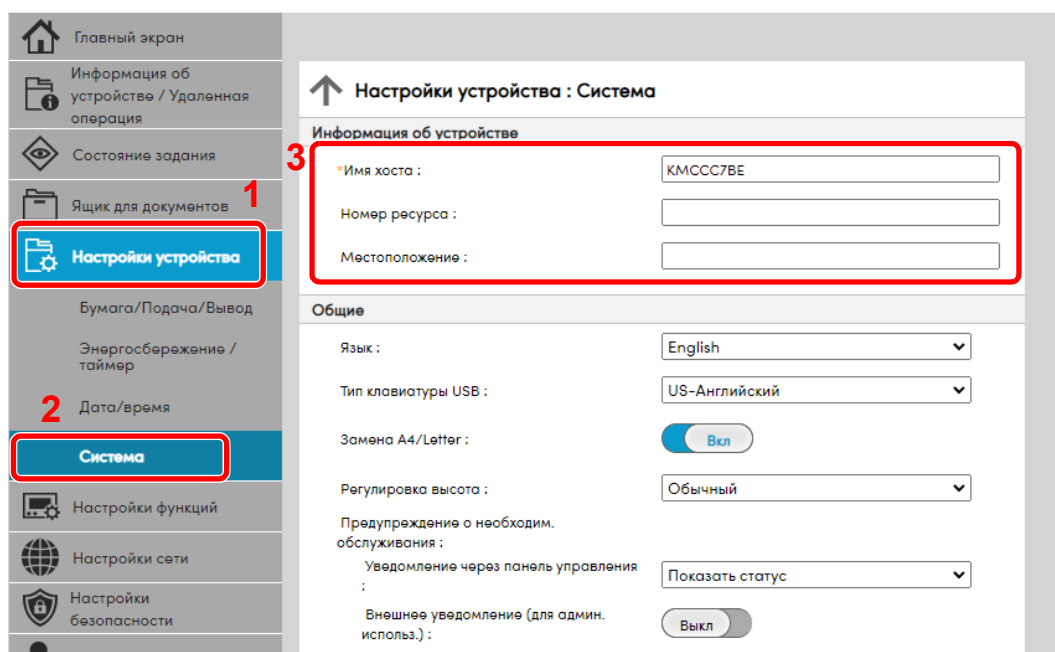 Главный экран
Информация об
устройстве / Удаленная
операция
Состояние задания
Ящик для документов
1
Настройки устройства
Бумага/Подача/Вывод
Энергосбережение /
таймер
Дата/время
2
Система
Настройки функций
Настройки сети
Настройки
безопасности
Настройки устройства : Система
Информация об устройстве
3
*Имя хоста : KMCCC7BE
Номер ресурса :
Местоположение :
Общие
Язык : English
Тип клавиатуры USB : US-Английский
Замена A4/Letter : Вкл
Регулировка высота : Обычный
Предупреждение о необходим.
обслуживания :
Уведомление через панель управления
: Показать статус
Внешнее уведомление (для админ.
использ.) : Выкл